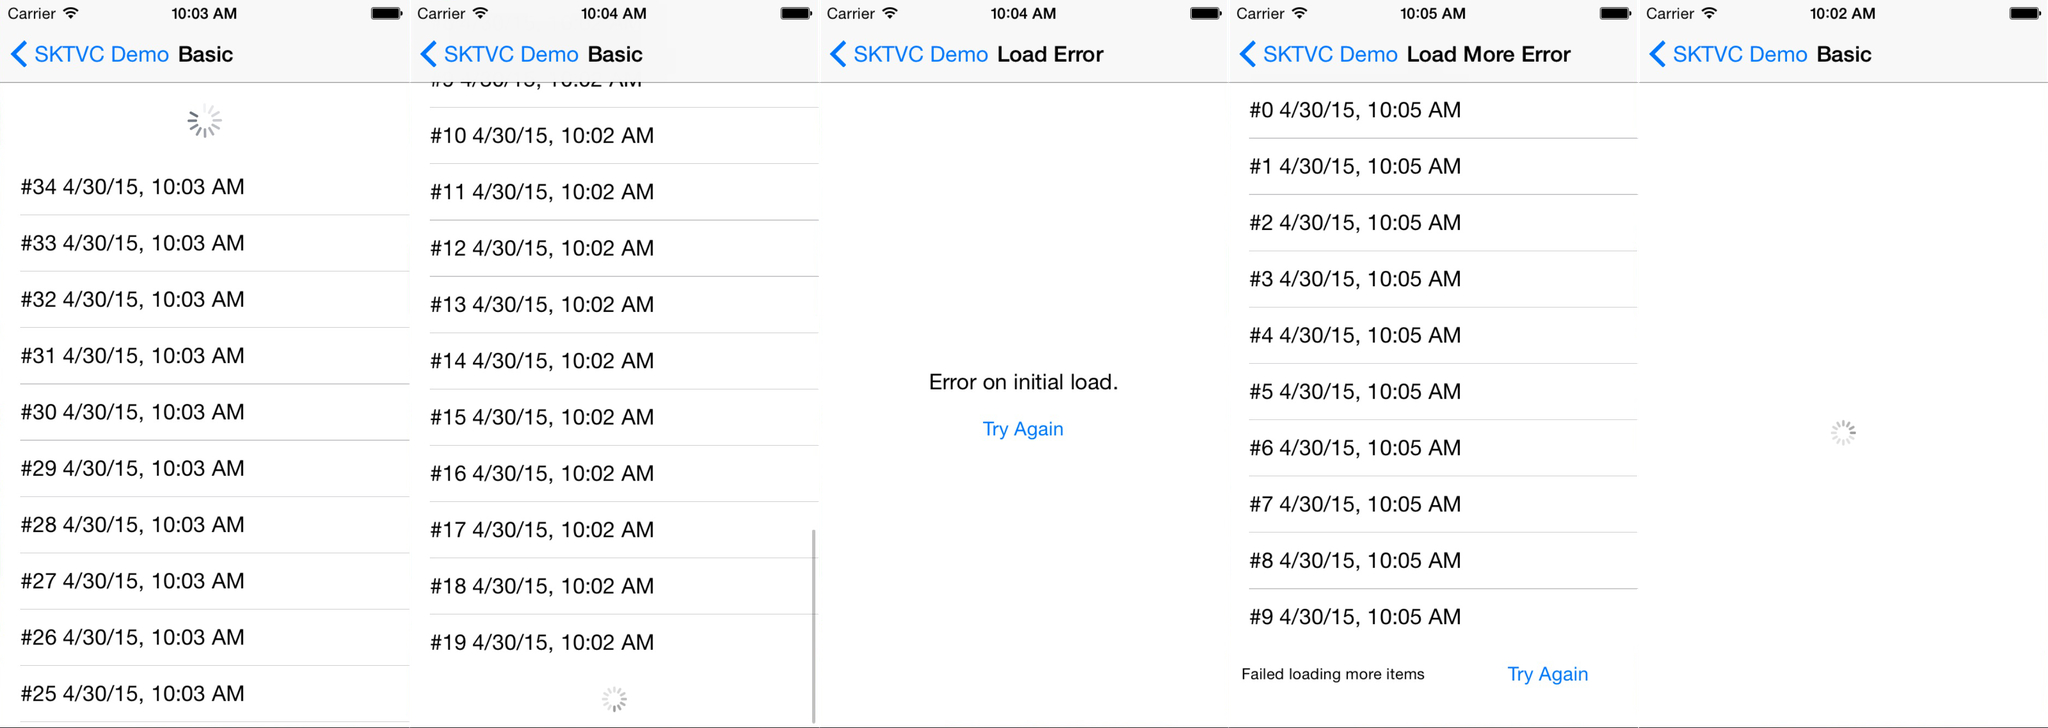 Carrier 10:03 AM
SKTVC Demo Basic
#34 4/30/15, 10:03 AM
#33 4/30/15, 10:03 AM
#32 4/30/15, 10:03 AM
#31 4/30/15, 10:03 AM
#30 4/30/15, 10:03 AM
#29 4/30/15, 10:03 AM
#28 4/30/15, 10:03 AM
#27 4/30/15, 10:03 AM
#26 4/30/15, 10:03 AM
#25 4/30/15, 10:03 AM
Carrier 10:04 AM
SKTVC Demo Basic
#9 4/30/15, 10:02 AM
#10 4/30/15, 10:02 AM
#11 4/30/15, 10:02 AM
#12 4/30/15, 10:02 AM
#13 4/30/15, 10:02 AM
#14 4/30/15, 10:02 AM
#15 4/30/15, 10:02 AM
#16 4/30/15, 10:02 AM
#17 4/30/15, 10:02 AM
#18 4/30/15, 10:02 AM
#19 4/30/15, 10:02 AM
Carrier 10:04 AM
SKTVC Demo Load Error
Error on initial load.
Try Again
Carrier 10:05 AM
SKTVC Demo Load More Error
#0 4/30/15, 10:05 AM
#1 4/30/15, 10:05 AM
#2 4/30/15, 10:05 AM
#3 4/30/15, 10:05 AM
#4 4/30/15, 10:05 AM
#5 4/30/15, 10:05 AM
#6 4/30/15, 10:05 AM
#7 4/30/15, 10:05 AM
#8 4/30/15, 10:05 AM
#9 4/30/15, 10:05 AM
Failed loading more items Try Again
Carrier 10:02 AM
SKTVC Demo Basic